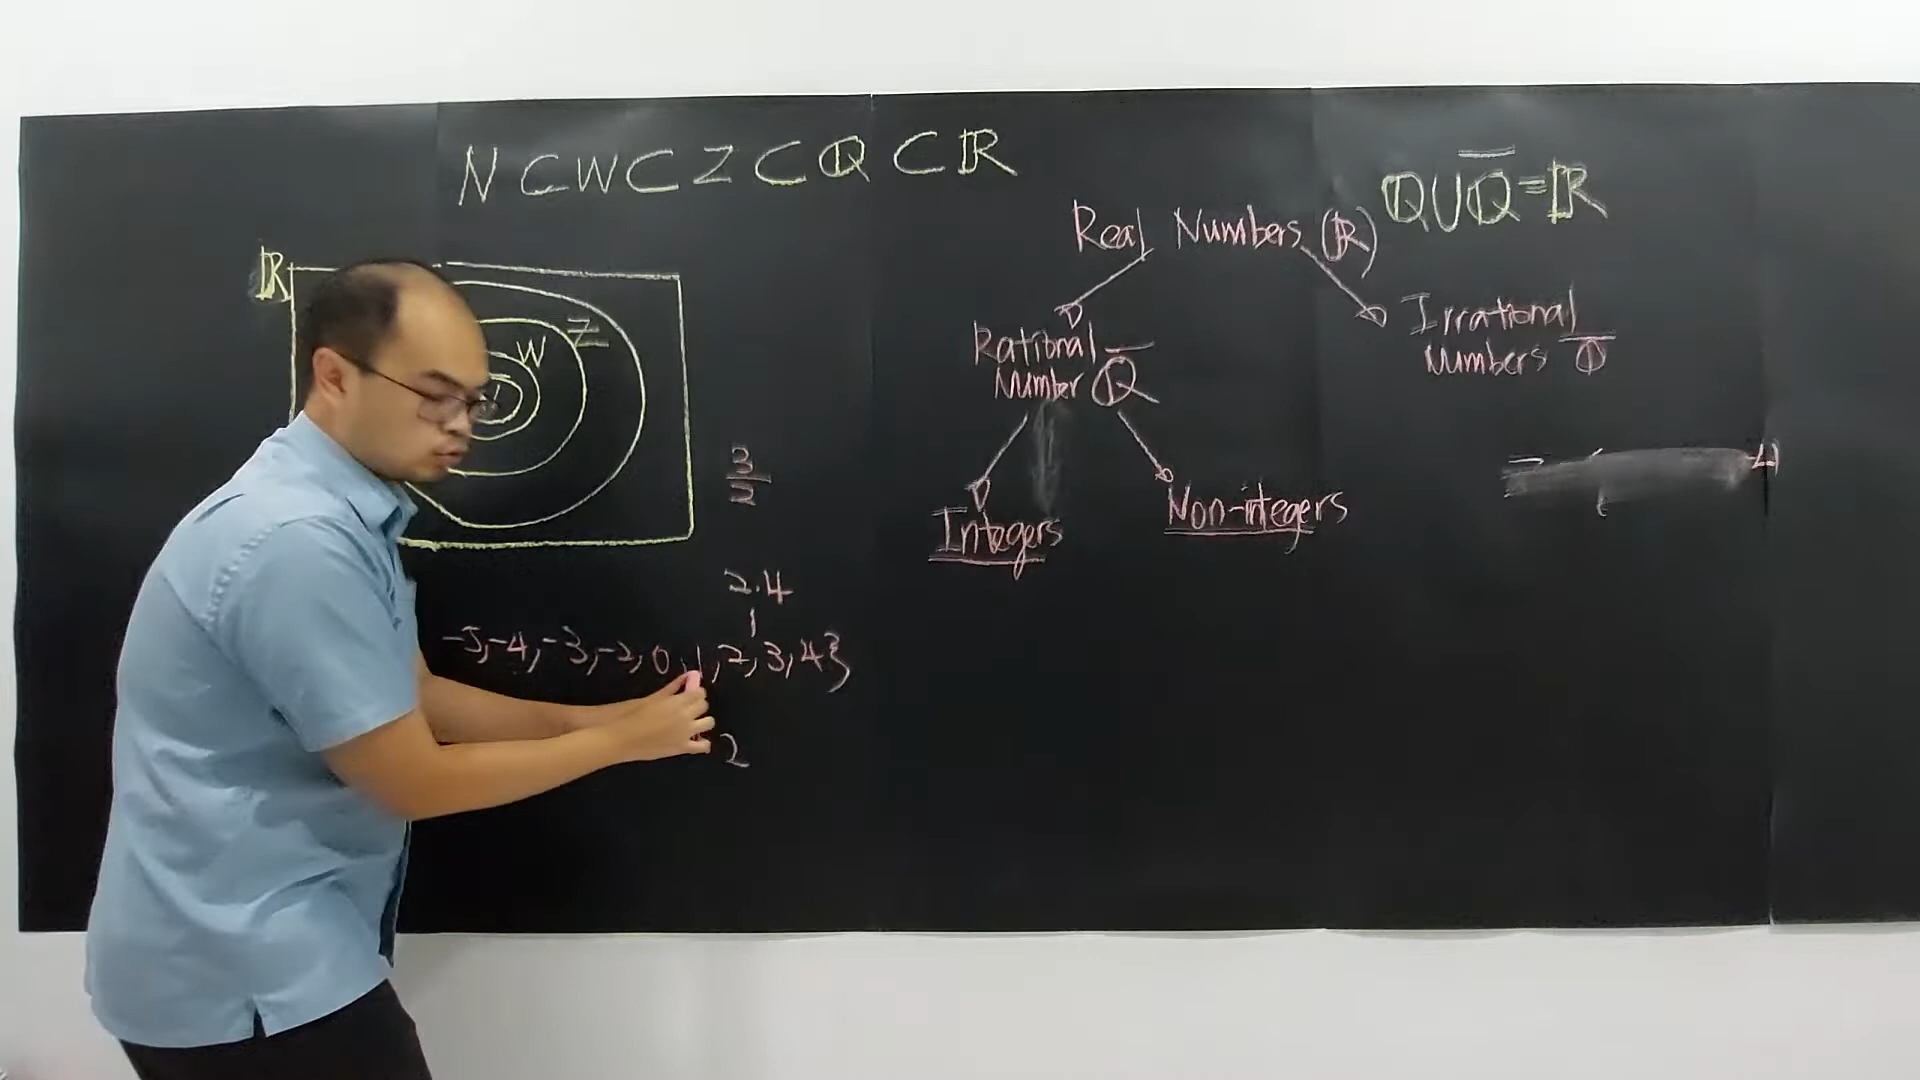 N ⊂ W ⊂ Z ⊂ Q ⊂ ℝ
Q ∪ Q̅ = ℝ
ℝ
Z
W
3/2
2.4
-5, -4, -3, -2, 0, 1, 2, 3, 4}
2
Real Numbers (ℝ)
Rational
Number Q
Irrational
Numbers Q̅
Integers
Non-integers